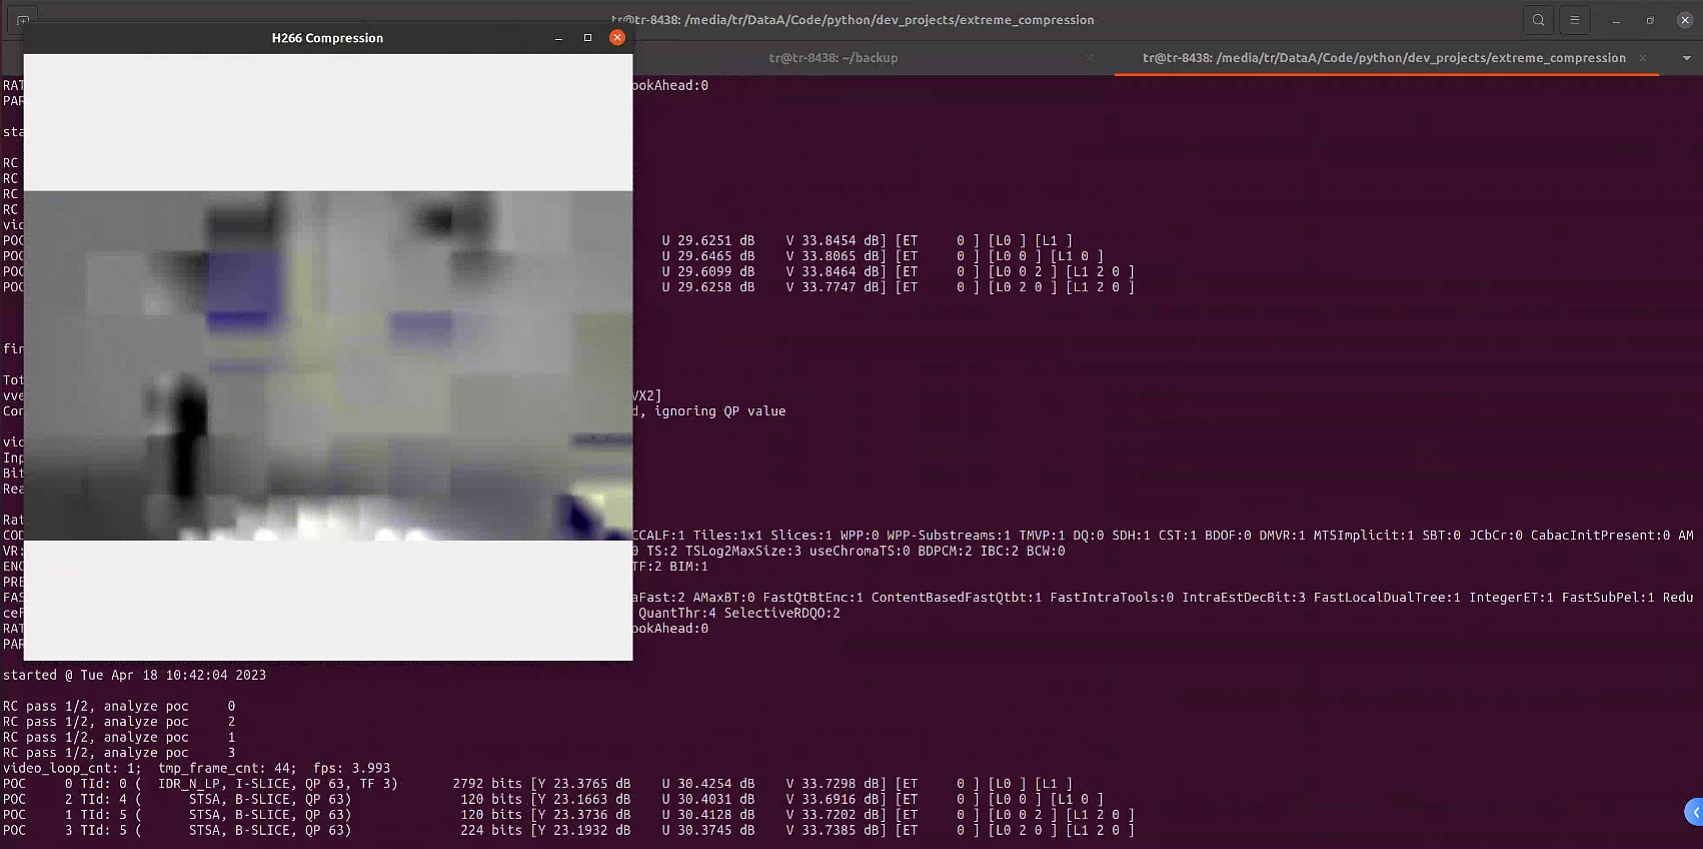 tr@tr-8438: /media/tr/DataA/Code/python/dev_projects/extreme_compression
H266 Compression
tr@tr-8438: ~/backup
tr@tr-8438: /media/tr/DataA/Code/python/dev_projects/extreme_compression
RAT ookAhead:0
PAR
sta
RC
RC
RC
RC
vid
POC U 29.6251 dB V 33.8454 dB] [ET 0 ] [L0 ] [L1 ]
POC U 29.6465 dB V 33.8065 dB] [ET 0 ] [L0 0 ] [L1 0 ]
POC U 29.6099 dB V 33.8464 dB] [ET 0 ] [L0 0 2 ] [L1 2 0 ]
POC U 29.6258 dB V 33.7747 dB] [ET 0 ] [L0 2 0 ] [L1 2 0 ]
fin
Tot
vve VX2]
Con d, ignoring QP value
vid
Inp
Bit
Rea
Rat
COD CCALF:1 Tiles:1x1 Slices:1 WPP:0 WPP-Substreams:1 TMVP:1 DQ:0 SDH:1 CST:1 BDOF:0 DMVR:1 MTSImplicit:1 SBT:0 JCbCr:0 CabacInitPresent:0 AM
VR: 0 TS:2 TSLog2MaxSize:3 useChromaTS:0 BDPCM:2 IBC:2 BCW:0
ENC TF:2 BIM:1
PRE
FAS aFast:2 AMaxBT:0 FastQtBtEnc:1 ContentBasedFastQtbt:1 FastIntraTools:0 IntraEstDecBit:3 FastLocalDualTree:1 IntegerET:1 FastSubPel:1 Redu
ceF QuantThr:4 SelectiveRDQO:2
RAT ookAhead:0
PAR
started @ Tue Apr 18 10:42:04 2023
RC pass 1/2, analyze poc 0
RC pass 1/2, analyze poc 2
RC pass 1/2, analyze poc 1
RC pass 1/2, analyze poc 3
video_loop_cnt: 1; tmp_frame_cnt: 44; fps: 3.993
POC 0 TId: 0 ( IDR_N_LP, I-SLICE, QP 63, TF 3) 2792 bits [Y 23.3765 dB U 30.4254 dB V 33.7298 dB] [ET 0 ] [L0 ] [L1 ]
POC 2 TId: 4 ( STSA, B-SLICE, QP 63) 120 bits [Y 23.1663 dB U 30.4031 dB V 33.6916 dB] [ET 0 ] [L0 0 ] [L1 0 ]
POC 1 TId: 5 ( STSA, B-SLICE, QP 63) 120 bits [Y 23.3736 dB U 30.4128 dB V 33.7202 dB] [ET 0 ] [L0 0 2 ] [L1 2 0 ]
POC 3 TId: 5 ( STSA, B-SLICE, QP 63) 224 bits [Y 23.1932 dB U 30.3745 dB V 33.7385 dB] [ET 0 ] [L0 2 0 ] [L1 2 0 ]